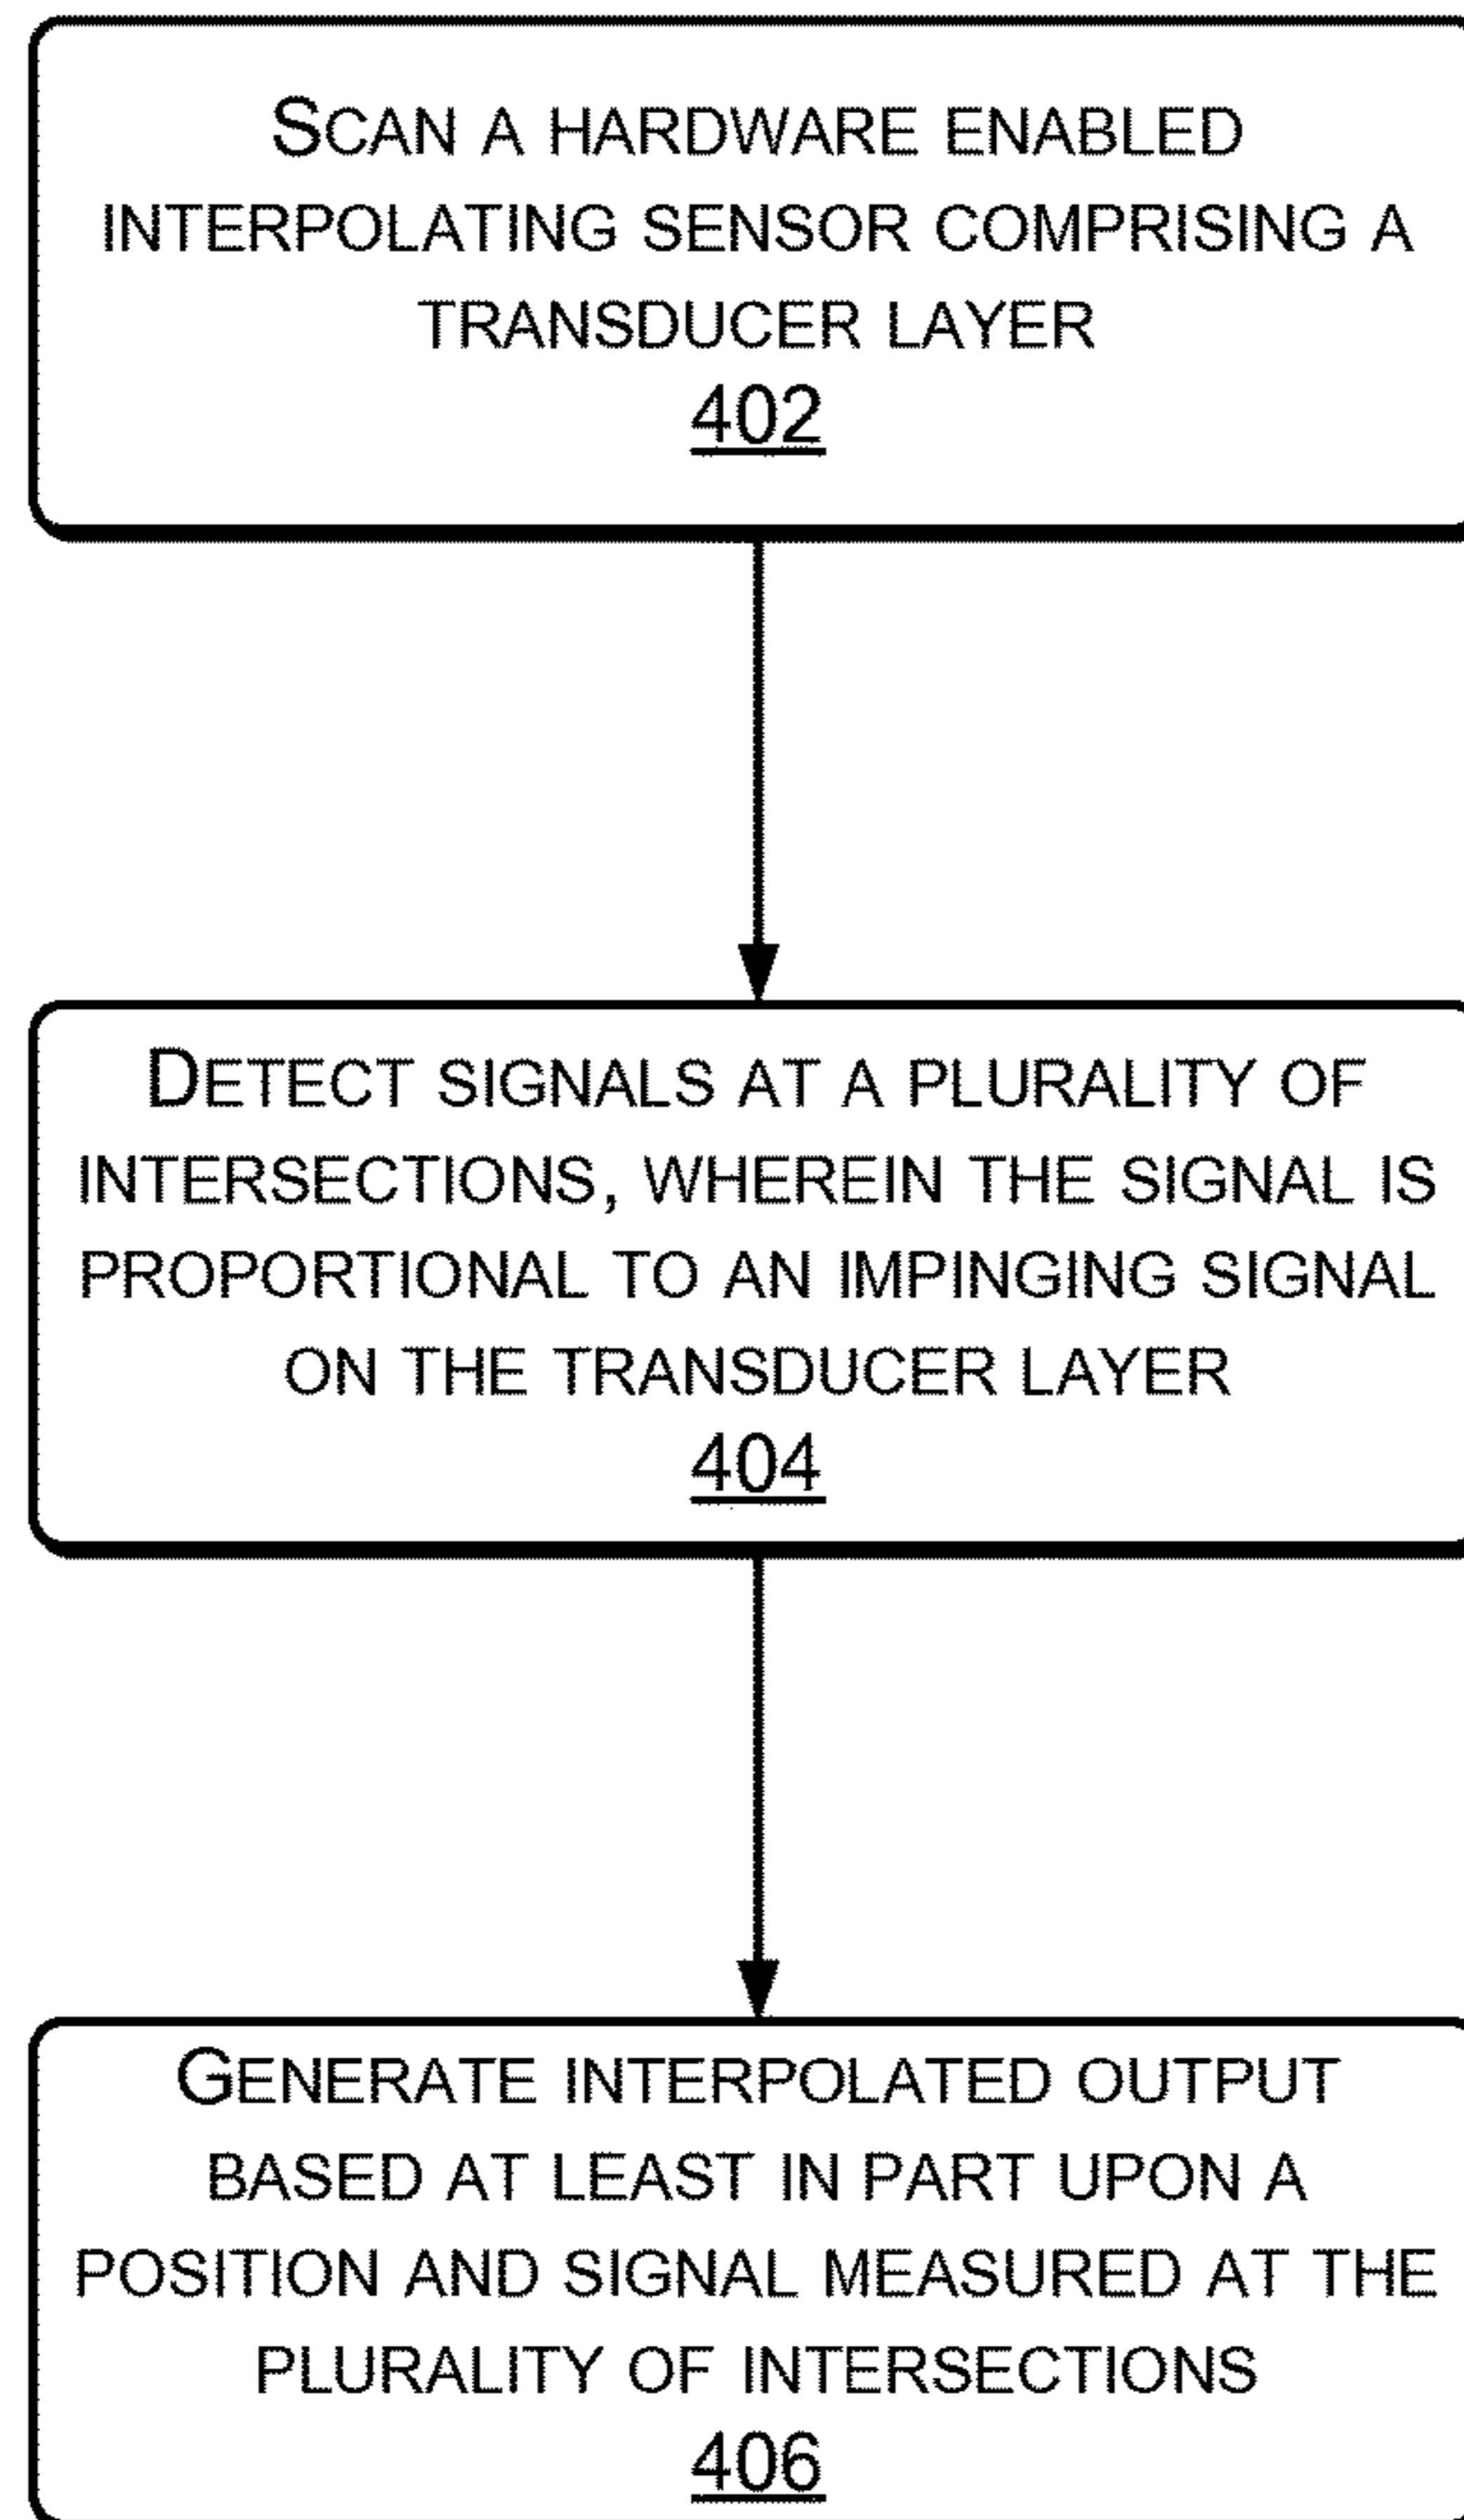 SCAN A HARDWARE ENABLED
INTERPOLATING SENSOR COMPRISING A
TRANSDUCER LAYER
402
DETECT SIGNALS AT A PLURALITY OF
INTERSECTIONS, WHEREIN THE SIGNAL IS
PROPORTIONAL TO AN IMPINGING SIGNAL
ON THE TRANSDUCER LAYER
404
GENERATE INTERPOLATED OUTPUT
BASED AT LEAST IN PART UPON A
POSITION AND SIGNAL MEASURED AT THE
PLURALITY OF INTERSECTIONS
406